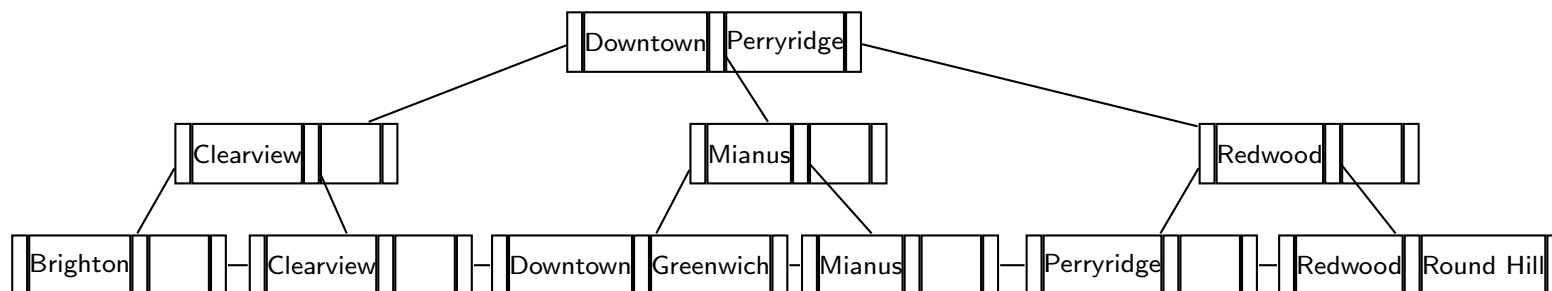 Downtown Perryridge
Clearview Mianus Redwood
Brighton Clearview Downtown Greenwich Mianus Perryridge Redwood Round Hill